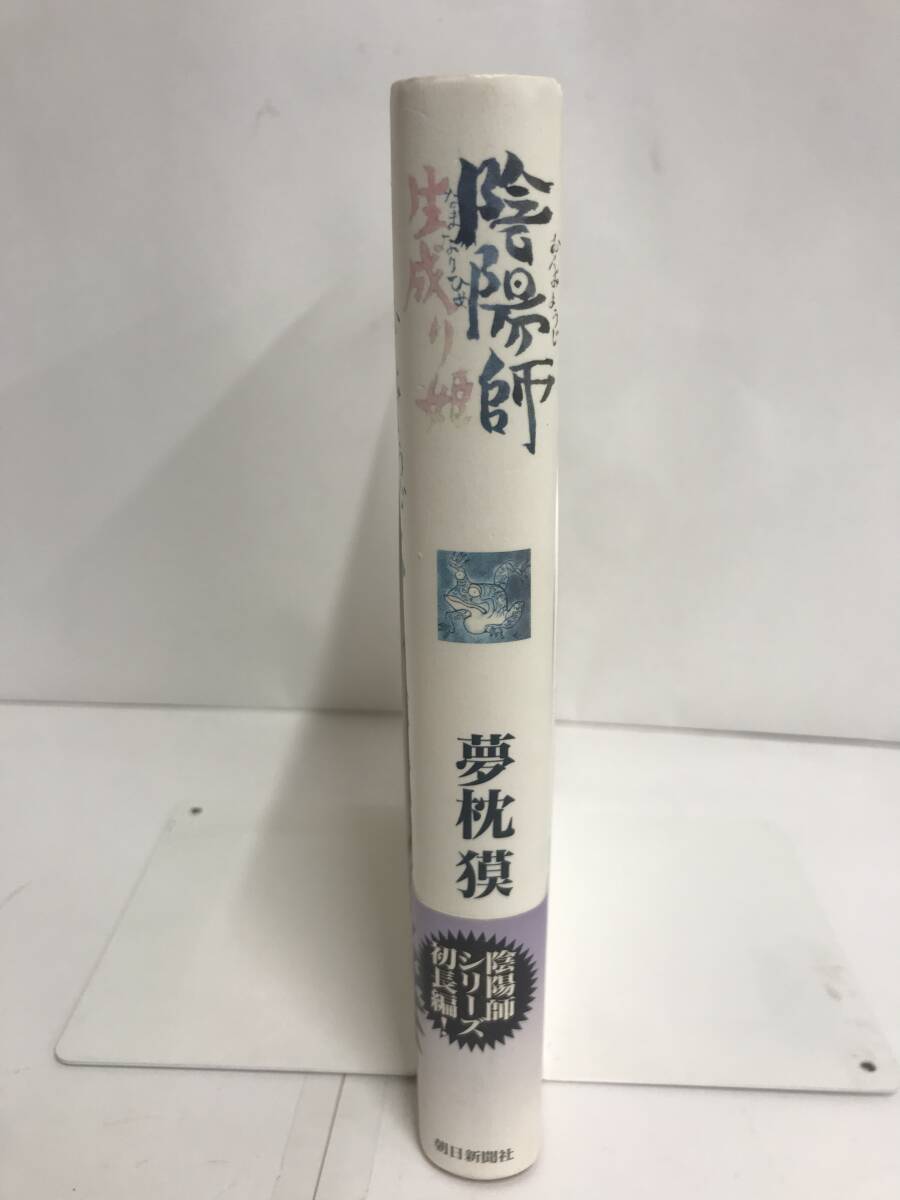 陰陽師
おんみょうじ
生成り姫
なまなりひめ
夢枕 獏
陰陽師
シリーズ
初長編!
朝日新聞社